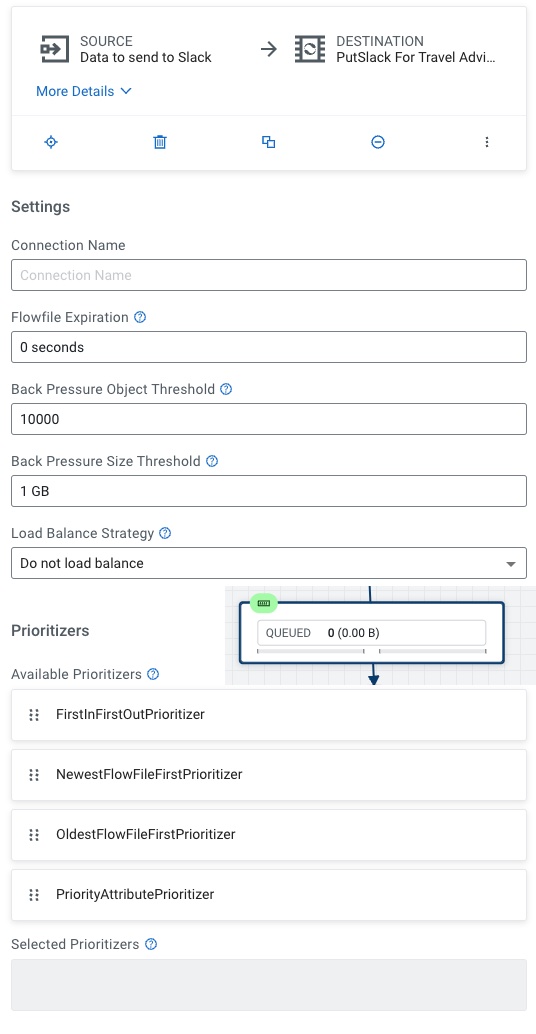 SOURCE
Data to send to Slack
DESTINATION
PutSlack For Travel Advi...
More Details
Settings
Connection Name
Connection Name
Flowfile Expiration
0 seconds
Back Pressure Object Threshold
10000
Back Pressure Size Threshold
1 GB
Load Balance Strategy
Do not load balance
QUEUED 0 (0.00 B)
Prioritizers
Available Prioritizers
FirstInFirstOutPrioritizer
NewestFlowFileFirstPrioritizer
OldestFlowFileFirstPrioritizer
PriorityAttributePrioritizer
Selected Prioritizers